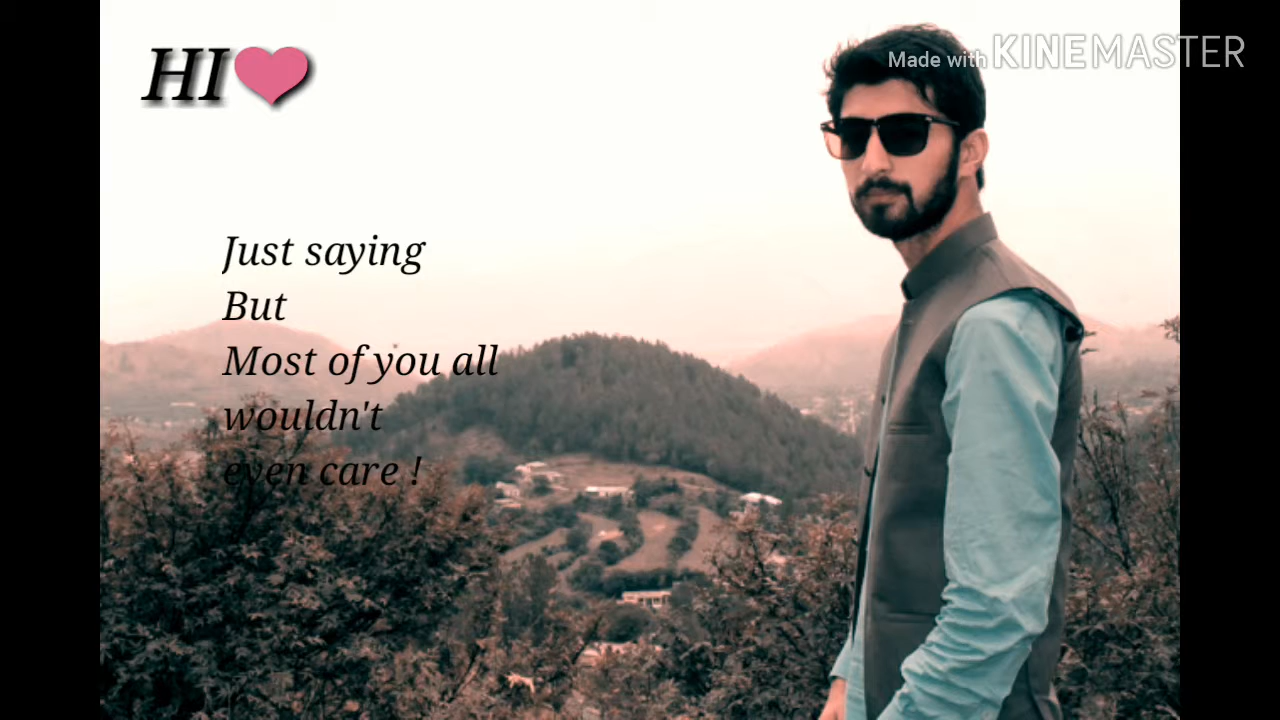 HI
Made with KINEMASTER
Just saying
But
Most of you all
wouldn't
even care !